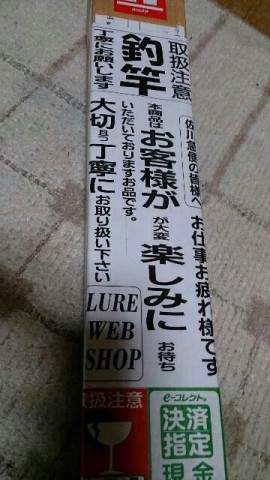 取扱注意
佐川急便の皆様へ
お仕事お疲れ様です
釣竿
本商品はお客様が
が大変楽しみに
お待ち
いただいておりますお品です。
丁寧にお願いします
大切且つ丁寧にお取り扱い下さい
LURE
WEB
SHOP
取扱注意
e-コレクト®
決済
指定
現金